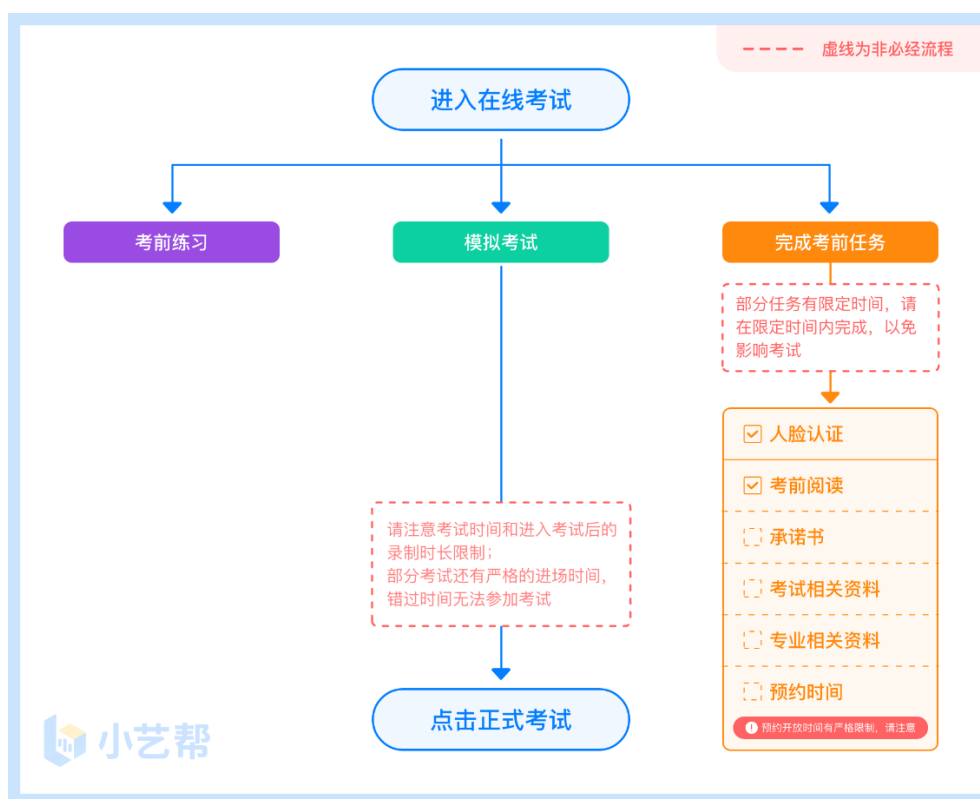 虚线为非必经流程
进入在线考试
考前练习
模拟考试
完成考前任务
部分任务有限定时间，请
在限定时间内完成，以免
影响考试
人脸认证
考前阅读
承诺书
考试相关资料
专业相关资料
预约时间
预约开放时间有严格限制，请注意
请注意考试时间和进入考试后的
录制时长限制；
部分考试还有严格的进场时间，
错过时间无法参加考试
点击正式考试
小艺帮